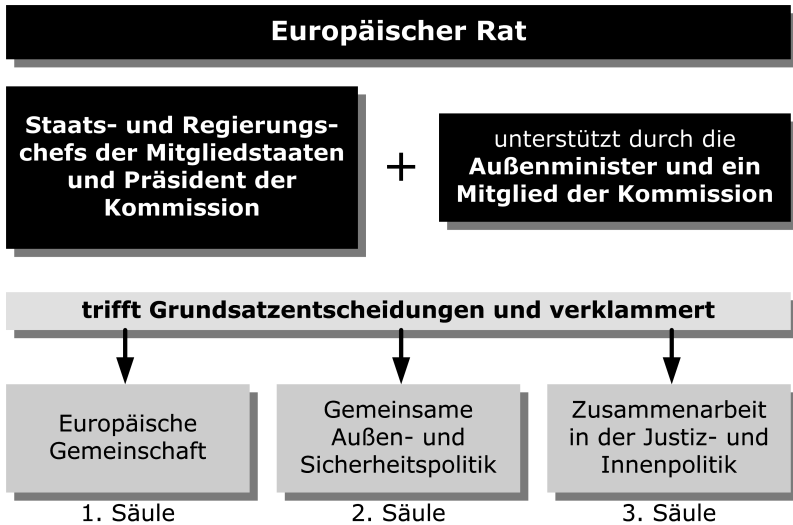 Europäischer Rat
Staats- und Regierungs-
chefs der Mitgliedstaaten
und Präsident der
Kommission
+
unterstützt durch die
Außenminister und ein
Mitglied der Kommission
trifft Grundsatzentscheidungen und verklammert
Europäische
Gemeinschaft
1. Säule
Gemeinsame
Außen- und
Sicherheitspolitik
2. Säule
Zusammenarbeit
in der Justiz- und
Innenpolitik
3. Säule